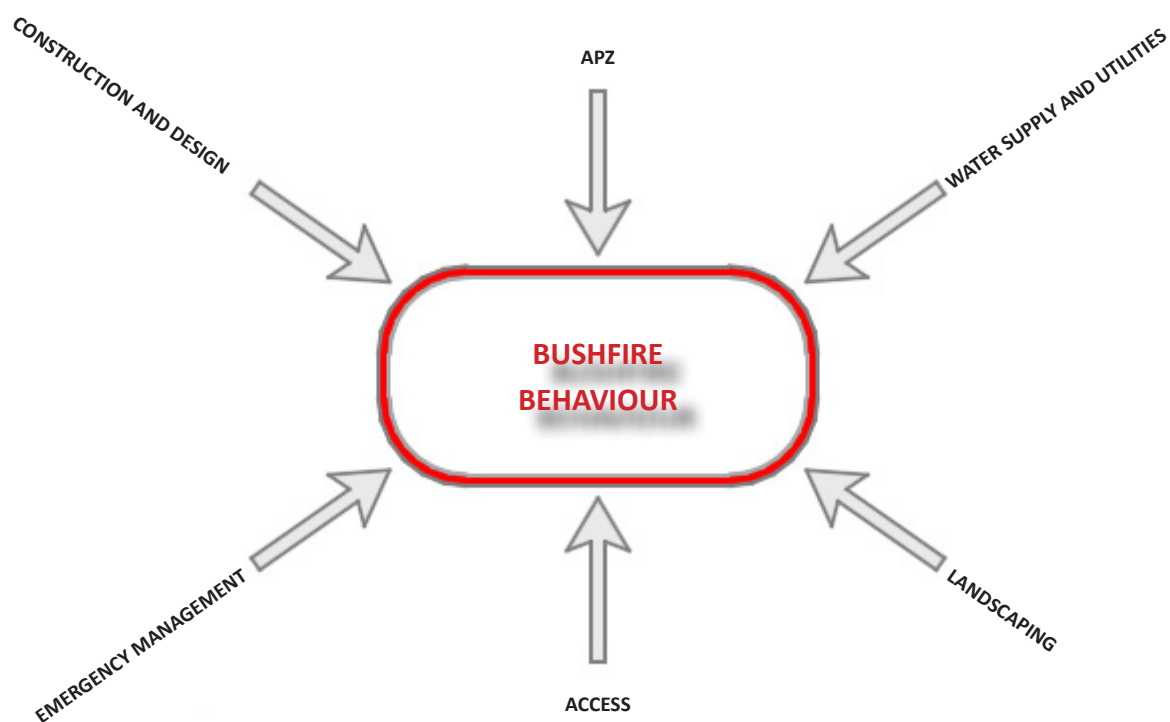 CONSTRUCTION AND DESIGN
APZ
WATER SUPPLY AND UTILITIES
BUSHFIRE
BEHAVIOUR
EMERGENCY MANAGEMENT
ACCESS
LANDSCAPING